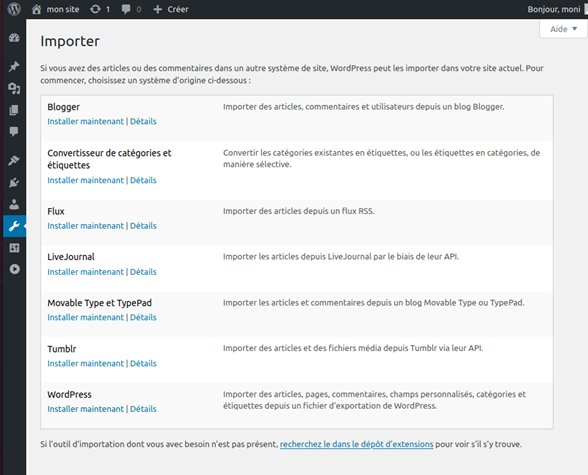 mon site 1 0 Créer Bonjour, moni
Aide
Importer
Si vous avez des articles ou des commentaires dans un autre système de site, WordPress peut les importer dans votre site actuel. Pour
commencer, choisissez un système d'origine ci-dessous :
Blogger Importer des articles, commentaires et utilisateurs depuis un blog Blogger.
Installer maintenant | Détails
Convertisseur de catégories et Convertir les catégories existantes en étiquettes, ou les étiquettes en catégories, de
étiquettes manière sélective.
Installer maintenant | Détails
Flux Importer des articles depuis un flux RSS.
Installer maintenant | Détails
LiveJournal Importer les articles depuis LiveJournal par le biais de leur API.
Installer maintenant | Détails
Movable Type et TypePad Importer les articles et commentaires depuis un blog Movable Type ou TypePad.
Installer maintenant | Détails
Tumblr Importer des articles et des fichiers média depuis Tumblr via leur API.
Installer maintenant | Détails
WordPress Importer des articles, pages, commentaires, champs personnalisés, catégories et
étiquettes depuis un fichier d'exportation de WordPress.
Installer maintenant | Détails
Si l'outil d'importation dont vous avec besoin n'est pas présent, recherchez le dans le dépôt d'extensions pour voir s'il s'y trouve.